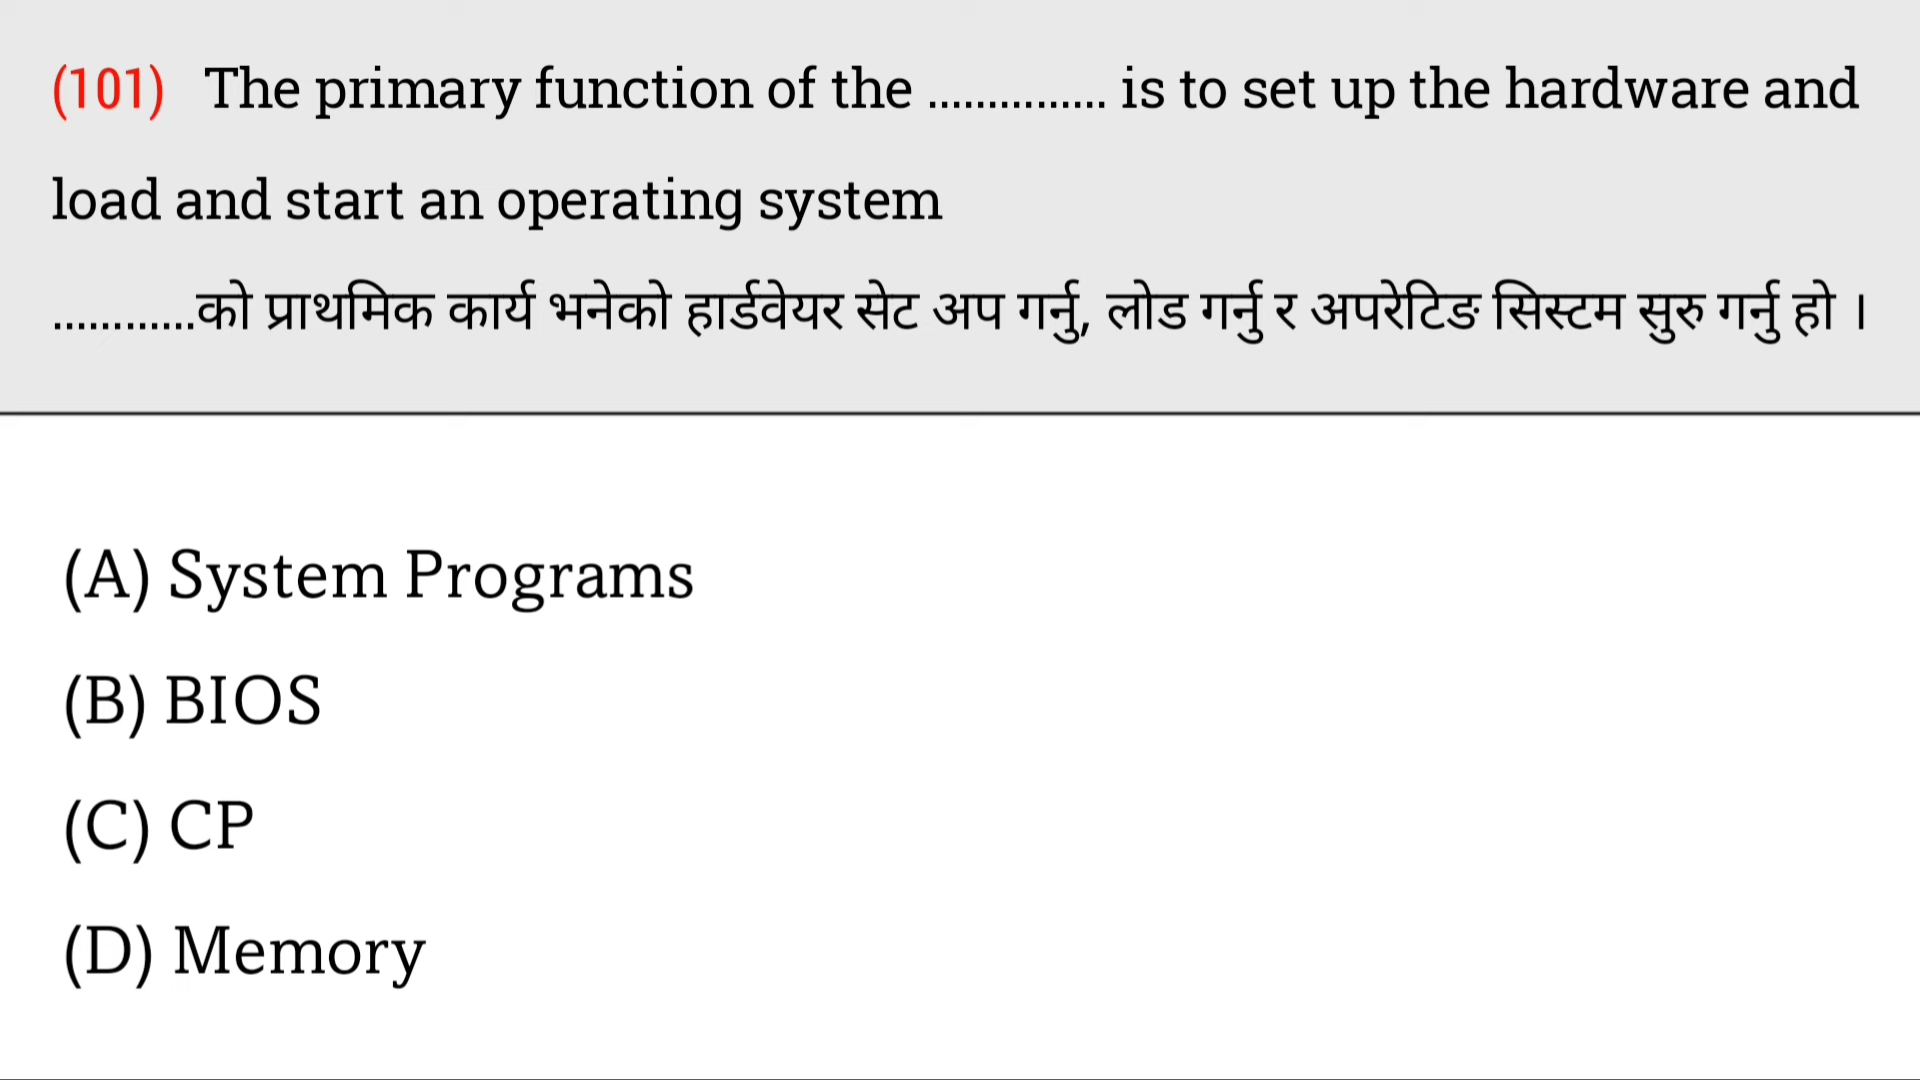 (101) The primary function of the ............... is to set up the hardware and
load and start an operating system
............को प्राथमिक कार्य भनेको हार्डवेयर सेट अप गर्नु, लोड गर्नु र अपरेटिङ सिस्टम सुरु गर्नु हो ।
(A) System Programs
(B) BIOS
(C) CP
(D) Memory